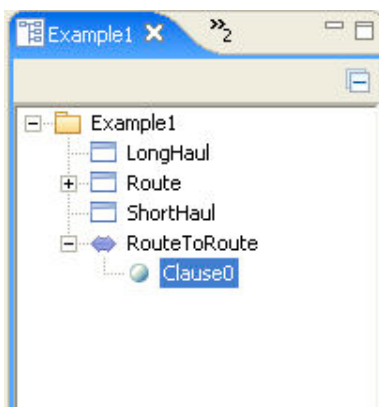 Example1 »2
Example1
LongHaul
Route
ShortHaul
RouteToRoute
Clause0